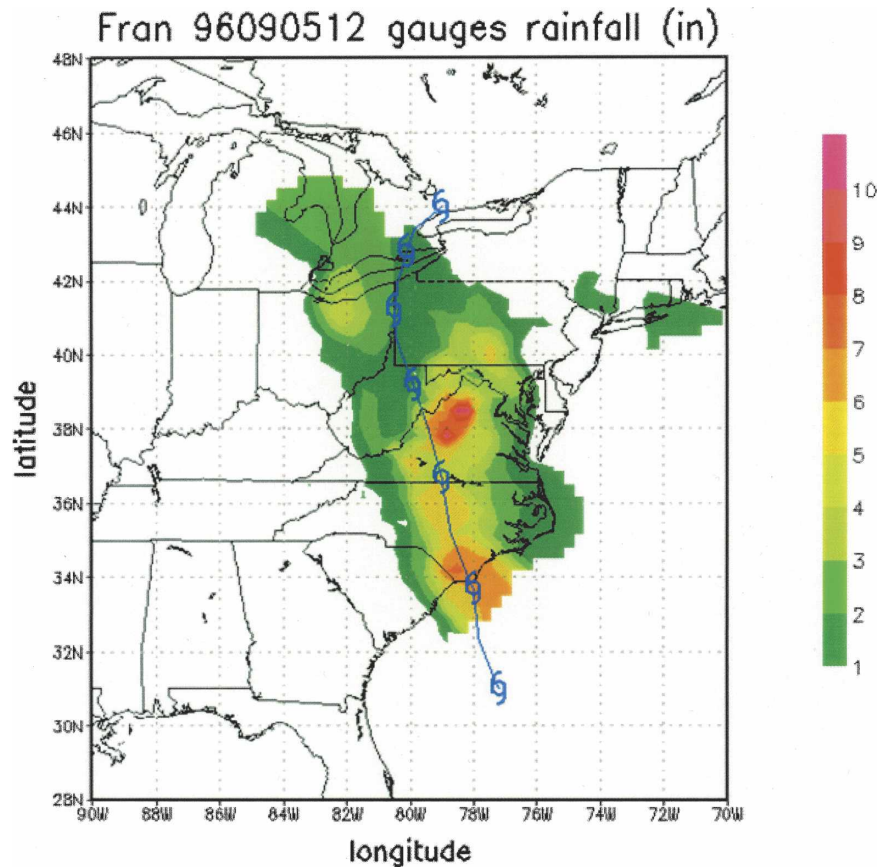 Fran 96090512 gauges rainfall (in)
48N
46N
44N
42N
40N
38N
36N
34N
32N
30N
28N
latitude
90W 88W 86W 84W 82W 80W 78W 76W 74W 72W 70W
longitude
10
9
8
7
6
5
4
3
2
1